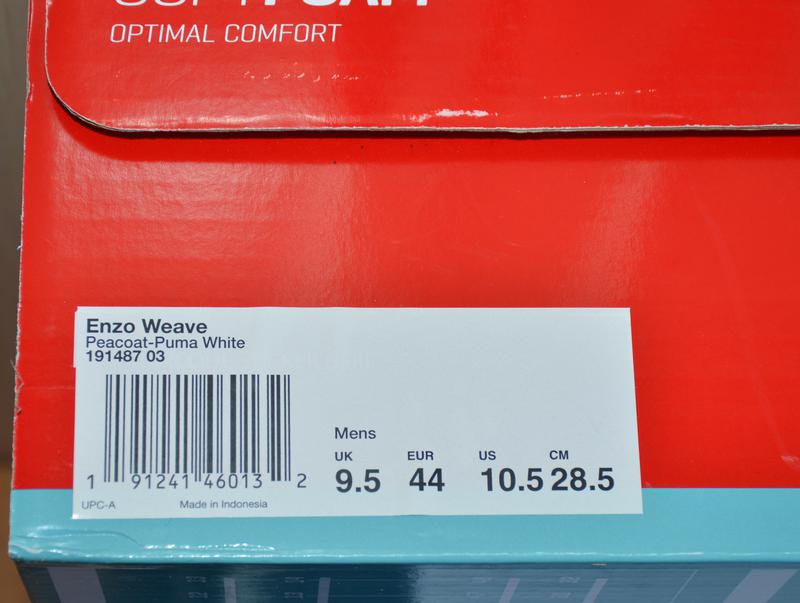 SOFTFOAM
OPTIMAL COMFORT
Enzo Weave
Peacoat-Puma White
191487 03
1 91241 46013 2
UPC-A Made in Indonesia
Mens
UK EUR US CM
9.5 44 10.5 28.5